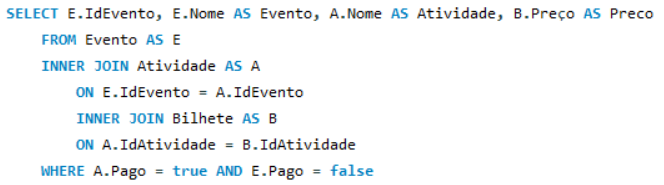 SELECT E.IdEvento, E.Nome AS Evento, A.Nome AS Atividade, B.Preço AS Preco
FROM Evento AS E
INNER JOIN Atividade AS A
ON E.IdEvento = A.IdEvento
INNER JOIN Bilhete AS B
ON A.IdAtividade = B.IdAtividade
WHERE A.Pago = true AND E.Pago = false